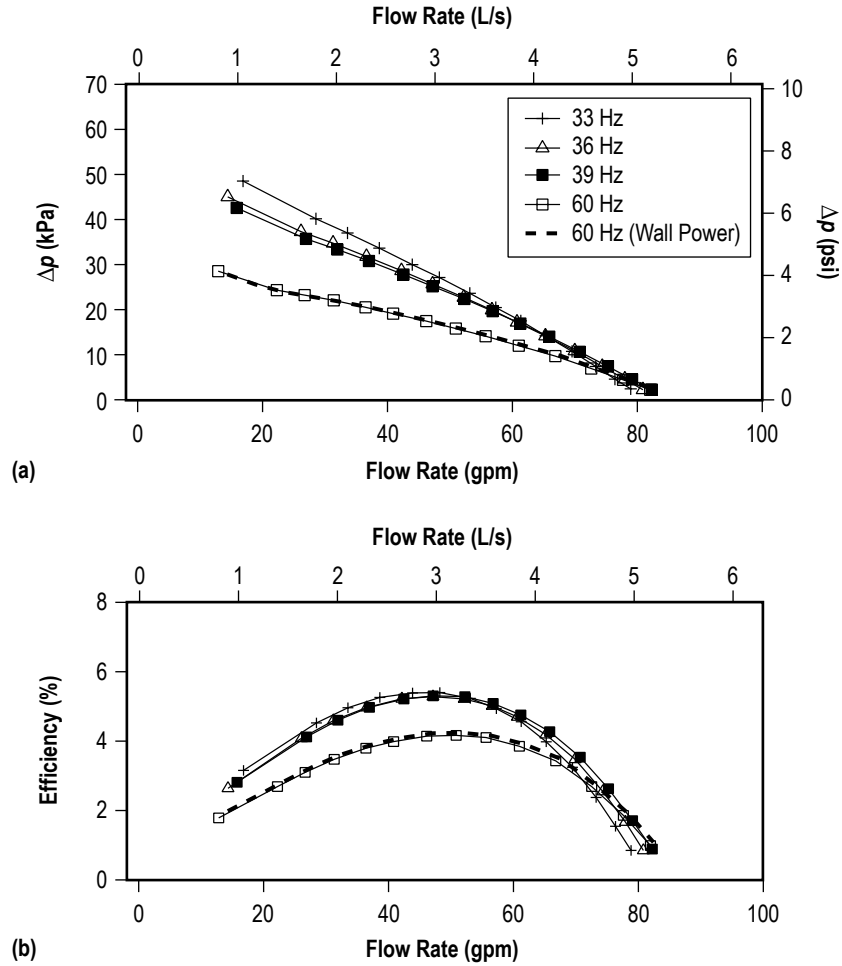 Flow Rate (L/s)
0 1 2 3 4 5 6
70
60
50
40
30
20
10
0
Δp (kPa)
10
8
6
4
2
0
Δp (psi)
33 Hz
36 Hz
39 Hz
60 Hz
60 Hz (Wall Power)
0 20 40 60 80 100
(a) Flow Rate (gpm)
Flow Rate (L/s)
0 1 2 3 4 5 6
8
6
4
2
0
Efficiency (%)
0 20 40 60 80 100
(b) Flow Rate (gpm)